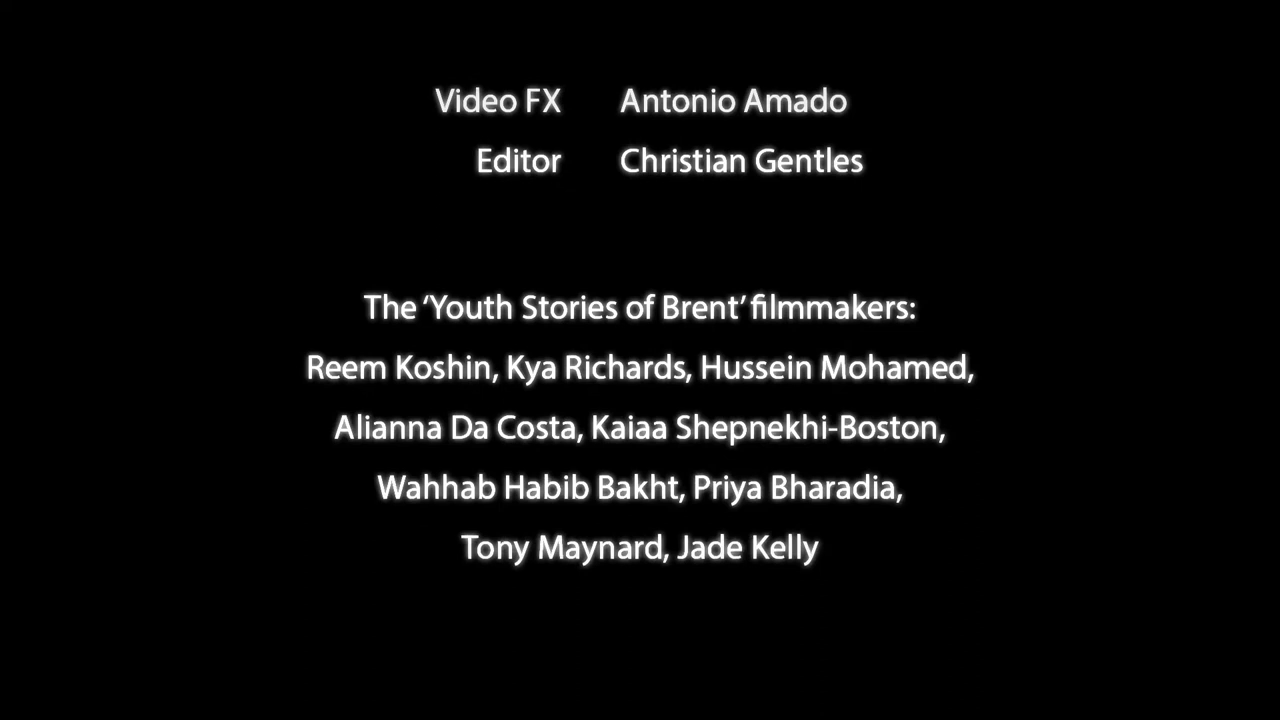 Video FX Antonio Amado
Editor Christian Gentles
The ‘Youth Stories of Brent’ filmmakers:
Reem Koshin, Kya Richards, Hussein Mohamed,
Alianna Da Costa, Kaiaa Shepnekhi-Boston,
Wahhab Habib Bakht, Priya Bharadia,
Tony Maynard, Jade Kelly